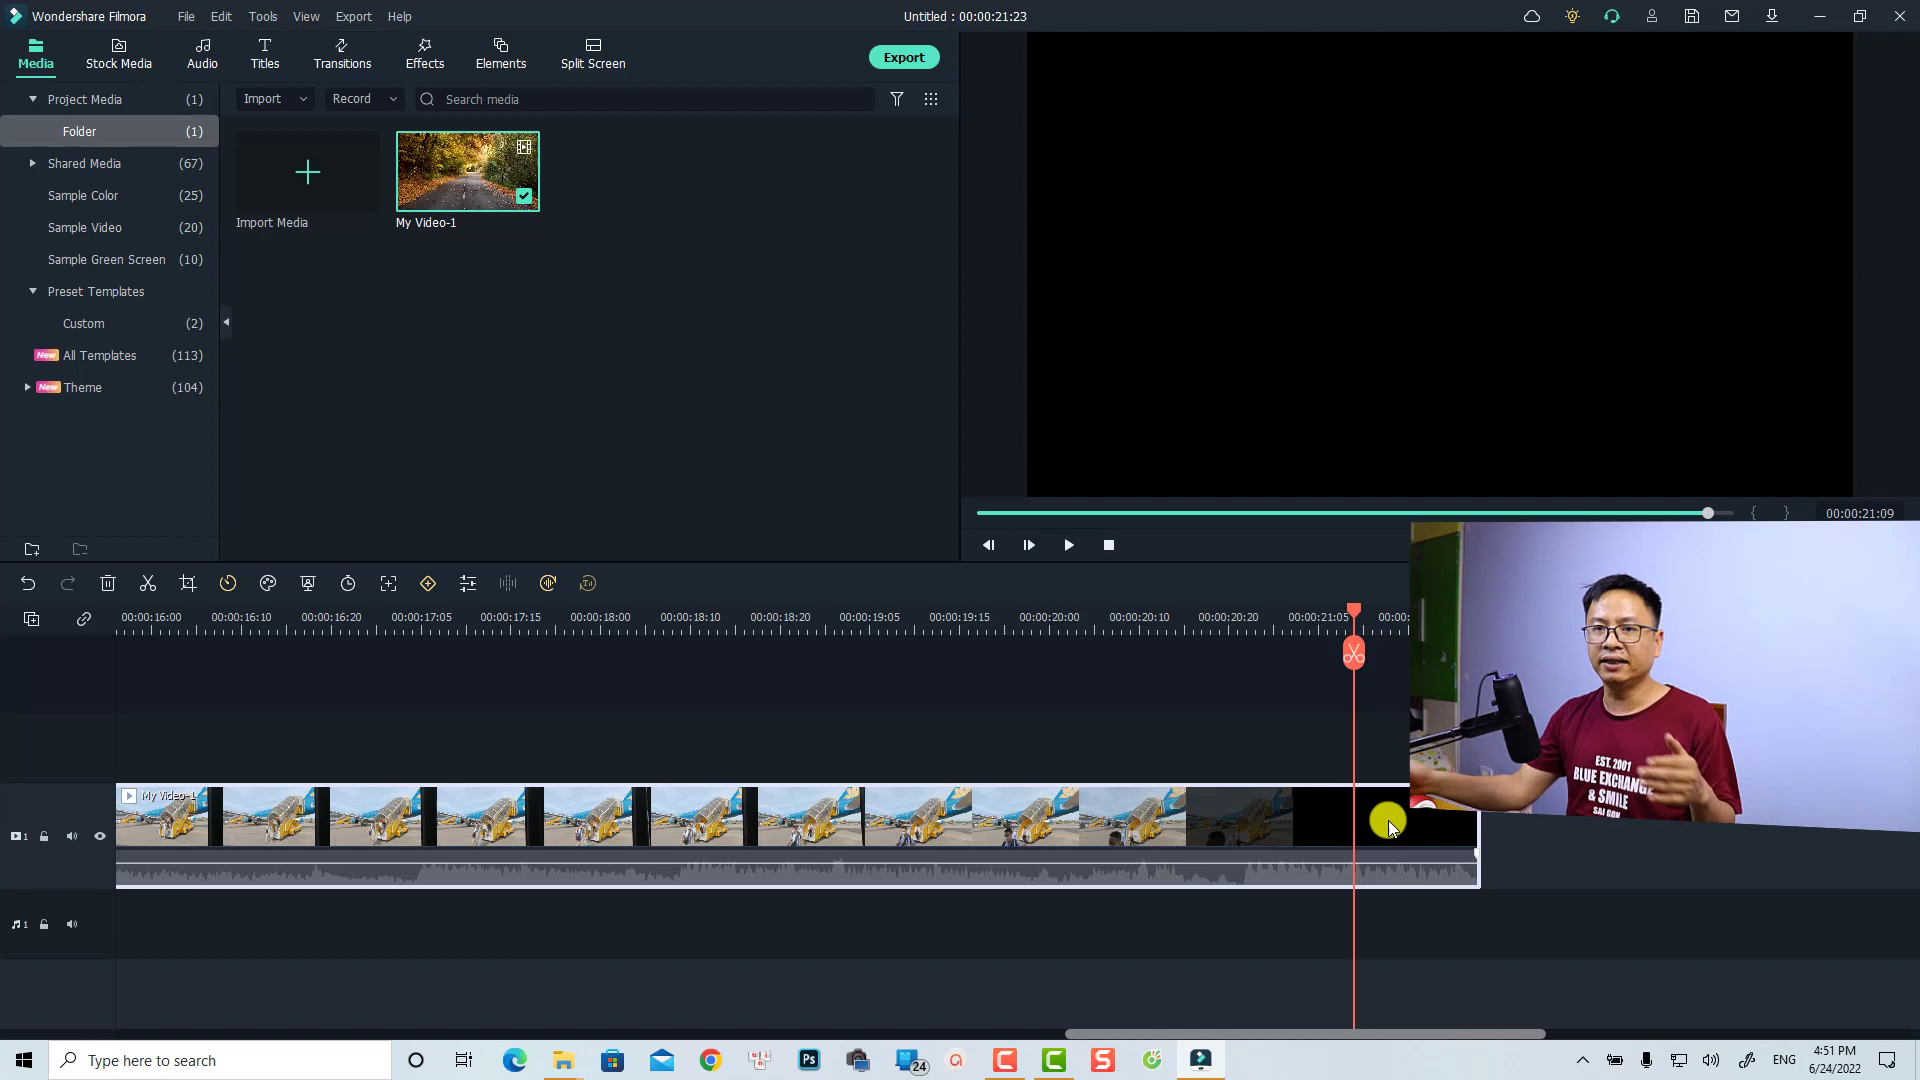 Wondershare Filmora File Edit Tools View Export Help Untitled : 00:00:21:23
Media Stock Media Audio Titles Transitions Effects Elements Split Screen Export
Project Media (1) Import Record Search media
Folder (1)
Shared Media (67)
Sample Color (25)
Import Media My Video-1
Sample Video (20)
Sample Green Screen (10)
Preset Templates
Custom (2)
New All Templates (113)
New Theme (104)
00:00:21:09
00:00:16:00 00:00:16:10 00:00:16:20 00:00:17:05 00:00:17:15 00:00:18:00 00:00:18:10 00:00:18:20 00:00:19:05 00:00:19:15 00:00:20:00 00:00:20:10 00:00:20:20 00:00:21:05 00:00:
EST. 2001
BLUE EXCHANGE
& SMILE
SAI GON
My Video-1
1
1
Type here to search Ps 24 C C S ENG 4:51 PM
6/24/2022